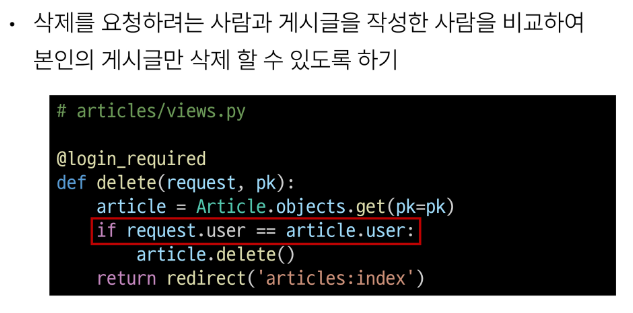 • 삭제를 요청하려는 사람과 게시글을 작성한 사람을 비교하여
본인의 게시글만 삭제 할 수 있도록 하기
# articles/views.py
@login_required
def delete(request, pk):
    article = Article.objects.get(pk=pk)
    if request.user == article.user:
        article.delete()
    return redirect('articles:index')